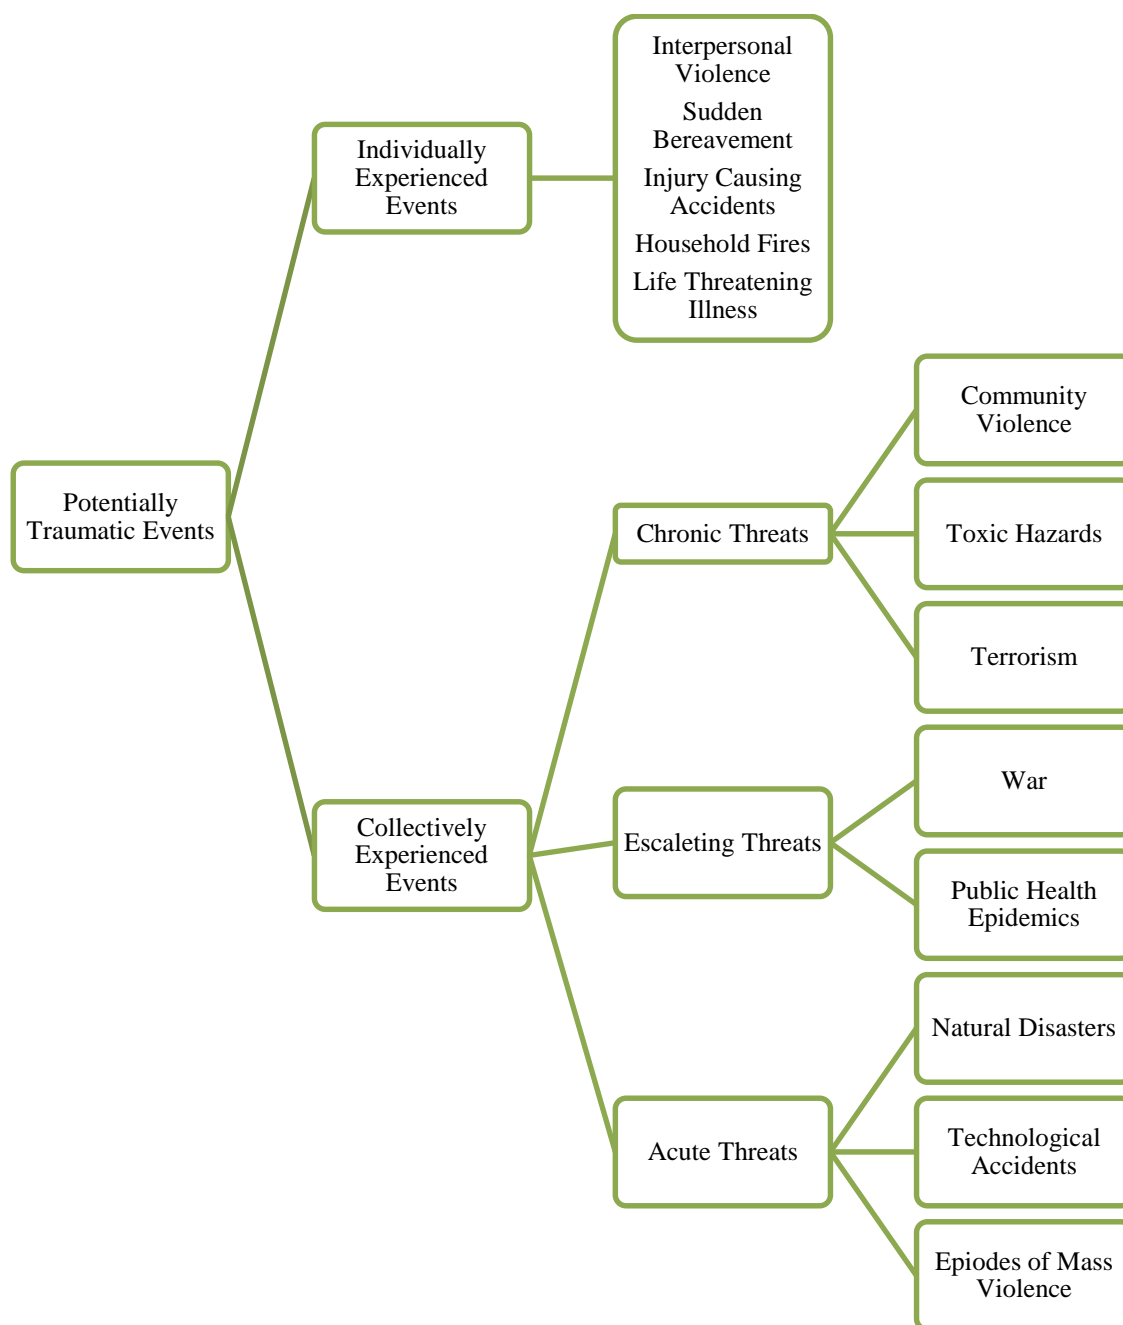 Interpersonal
Violence
Sudden
Bereavement
Injury Causing
Accidents
Household Fires
Life Threatening
Illness
Individually
Experienced
Events
Potentially
Traumatic Events
Collectively
Experienced
Events
Chronic Threats
Community
Violence
Toxic Hazards
Terrorism
Escaleting Threats
War
Public Health
Epidemics
Acute Threats
Natural Disasters
Technological
Accidents
Epiodes of Mass
Violence